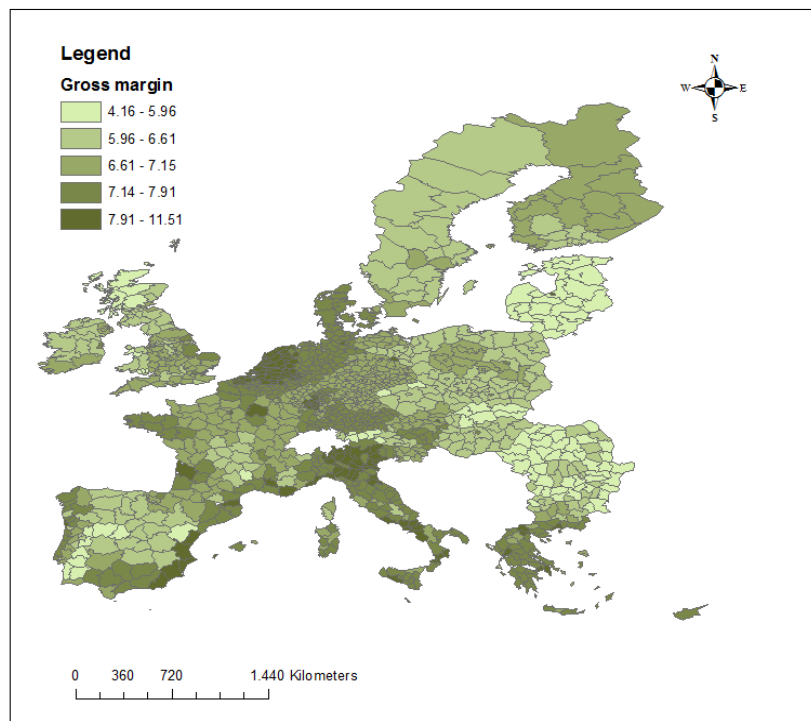 Legend
Gross margin
4.16 - 5.96
5.96 - 6.61
6.61 - 7.15
7.14 - 7.91
7.91 - 11.51
N
W E
S
0 360 720 1.440 Kilometers